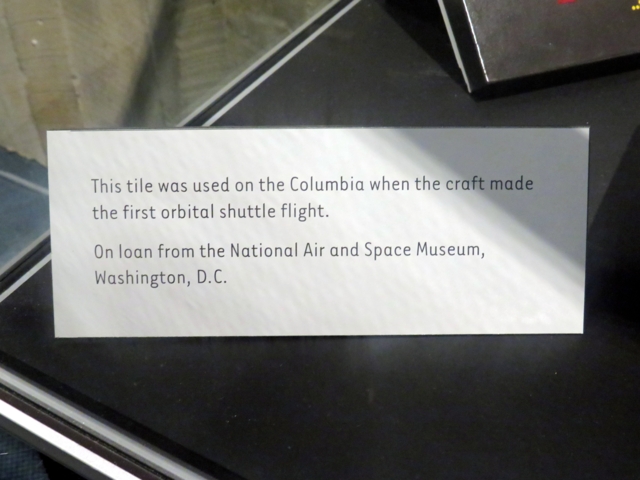 This tile was used on the Columbia when the craft made
the first orbital shuttle flight.
On loan from the National Air and Space Museum,
Washington, D.C.